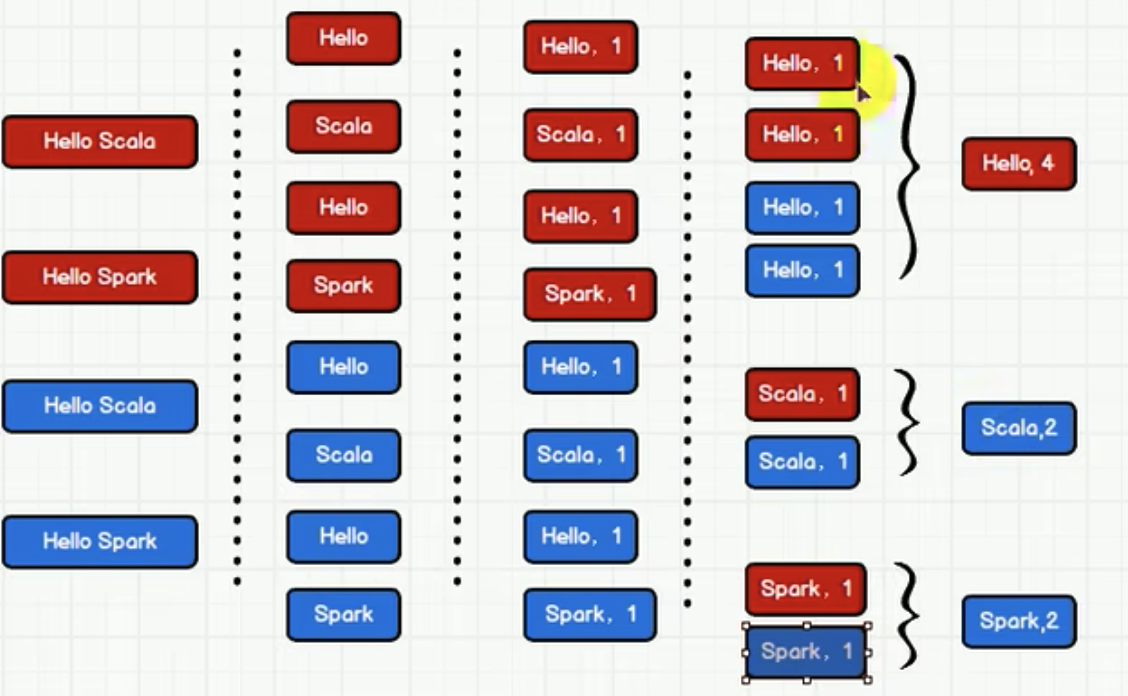 Hello Scala
Hello Spark
Hello Scala
Hello Spark
Hello
Scala
Hello
Spark
Hello
Scala
Hello
Spark
Hello, 1
Scala, 1
Hello, 1
Spark, 1
Hello, 1
Scala, 1
Hello, 1
Spark, 1
Hello, 1
Hello, 1
Hello, 1
Hello, 1
Scala, 1
Scala, 1
Spark, 1
Spark, 1
Hello, 4
Scala,2
Spark,2